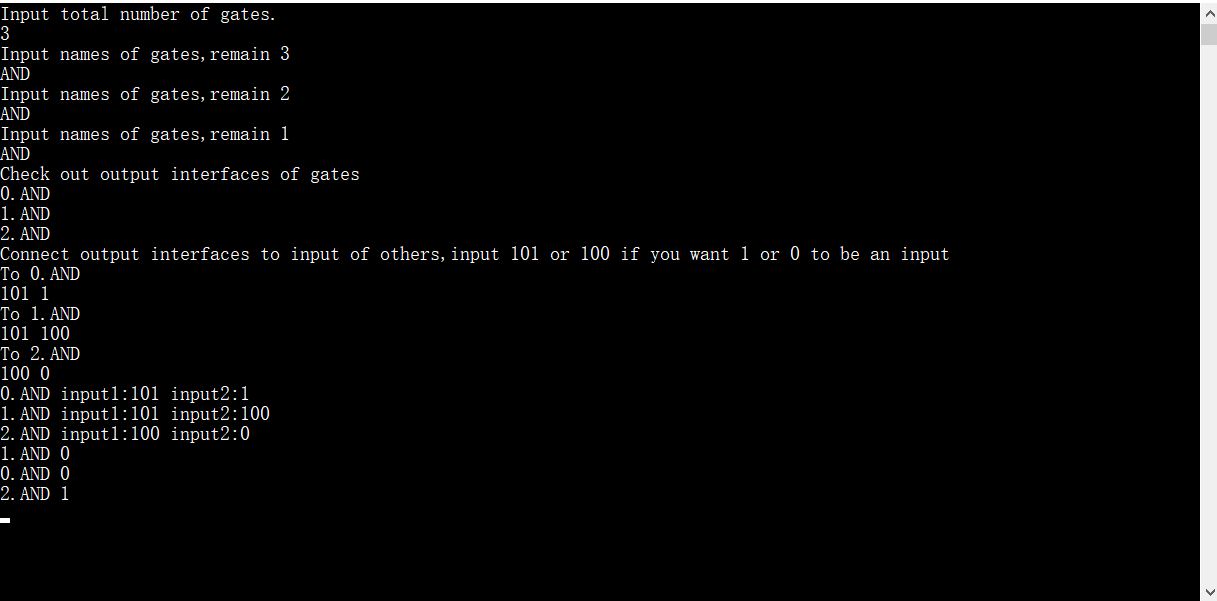 Input total number of gates.
3
Input names of gates,remain 3
AND
Input names of gates,remain 2
AND
Input names of gates,remain 1
AND
Check out output interfaces of gates
0.AND
1.AND
2.AND
Connect output interfaces to input of others,input 101 or 100 if you want 1 or 0 to be an input
To 0.AND
101 1
To 1.AND
101 100
To 2.AND
100 0
0.AND input1:101 input2:1
1.AND input1:101 input2:100
2.AND input1:100 input2:0
1.AND 0
0.AND 0
2.AND 1